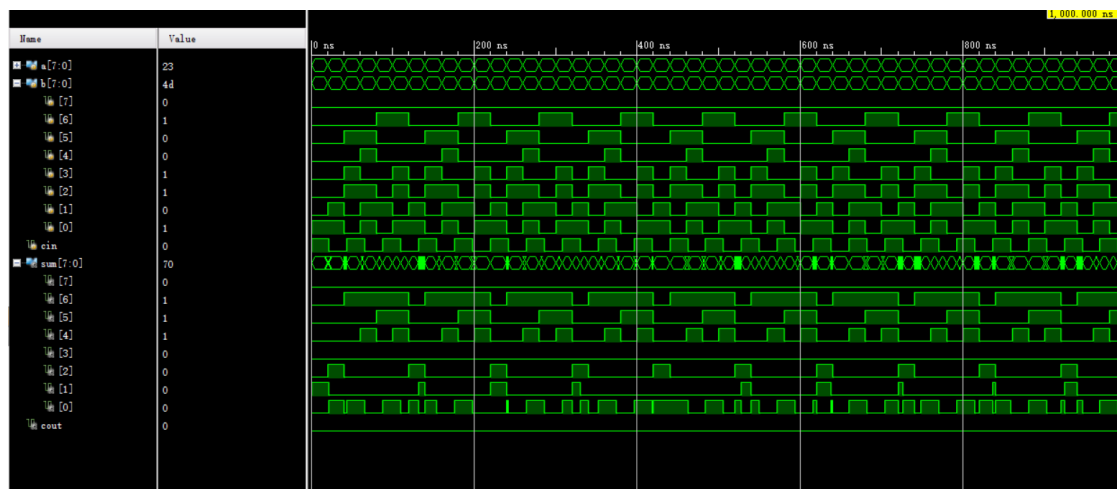 1,000.000 ns
Name Value
0 ns 200 ns 400 ns 600 ns 800 ns
a[7:0] 23
b[7:0] 4d
[7] 0
[6] 1
[5] 0
[4] 0
[3] 1
[2] 1
[1] 0
[0] 1
cin 0
sum[7:0] 70
[7] 0
[6] 1
[5] 1
[4] 1
[3] 0
[2] 0
[1] 0
[0] 0
cout 0